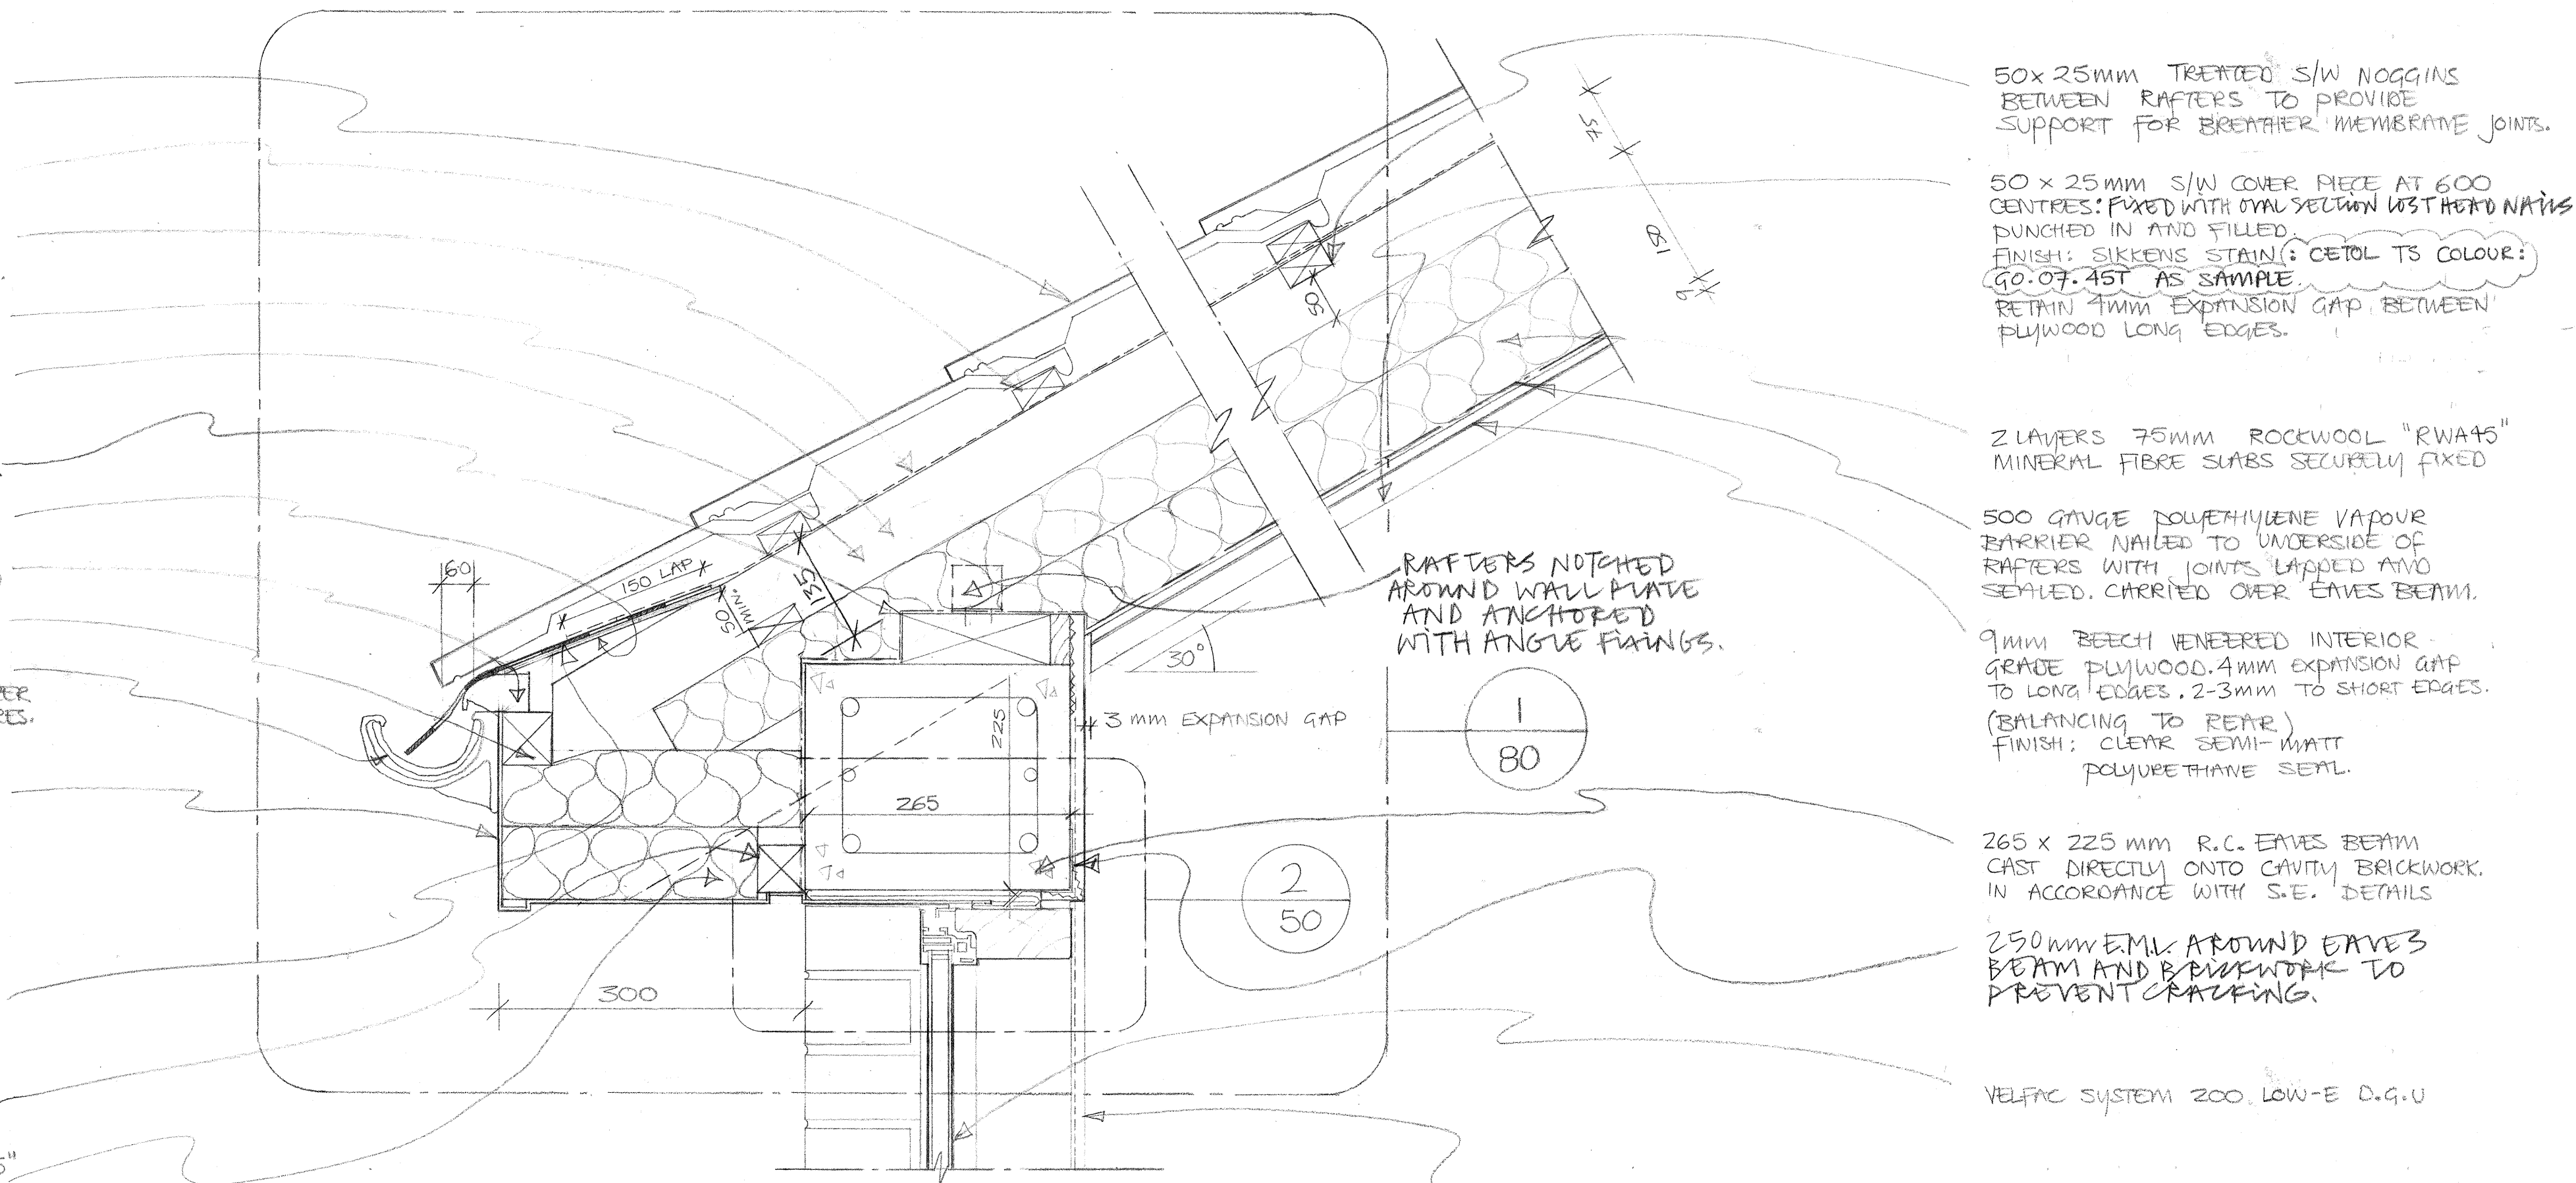 50 x 25mm TREATED S/W NOGGINS
BETWEEN RAFTERS TO PROVIDE
SUPPORT FOR BREATHER MEMBRANE JOINTS.
50 x 25mm S/W COVER PIECE AT 600
CENTRES: FIXED WITH OVAL SECTION LOST HEAD NAILS
PUNCHED IN AND FILLED.
FINISH: SIKKENS STAIN: CETOL TS COLOUR:
GO.07.45T AS SAMPLE.
RETAIN 4mm EXPANSION GAP BETWEEN
PLYWOOD LONG EDGES.
2 LAYERS 75mm ROCKWOOL "RWA45"
MINERAL FIBRE SLABS SECURELY FIXED
500 GAUGE POLYETHYLENE VAPOUR
BARRIER NAILED TO UNDERSIDE OF
RAFTERS WITH JOINTS LAPPED AND
SEALED. CARRIED OVER EAVES BEAM.
9mm BEECH VENEERED INTERIOR
GRADE PLYWOOD. 4mm EXPANSION GAP
TO LONG EDGES. 2-3mm TO SHORT EDGES.
(BALANCING TO REAR)
FINISH: CLEAR SEMI-MATT
POLYURETHANE SEAL.
265 x 225 mm R.C. EAVES BEAM
CAST DIRECTLY ONTO CAVITY BRICKWORK.
IN ACCORDANCE WITH S.E. DETAILS
250mm E.M.L. AROUND EAVES
BEAM AND BRICKWORK TO
PREVENT CRACKING.
VELFAC SYSTEM 200. LOW-E D.G.U
RAFTERS NOTCHED
AROUND WALL PLATE
AND ANCHORED
WITH ANGLE FIXINGS.
75
150
9
50
60
150 LAP
50 MIN.
135
30°
3 mm EXPANSION GAP
1
80
225
265
2
50
300